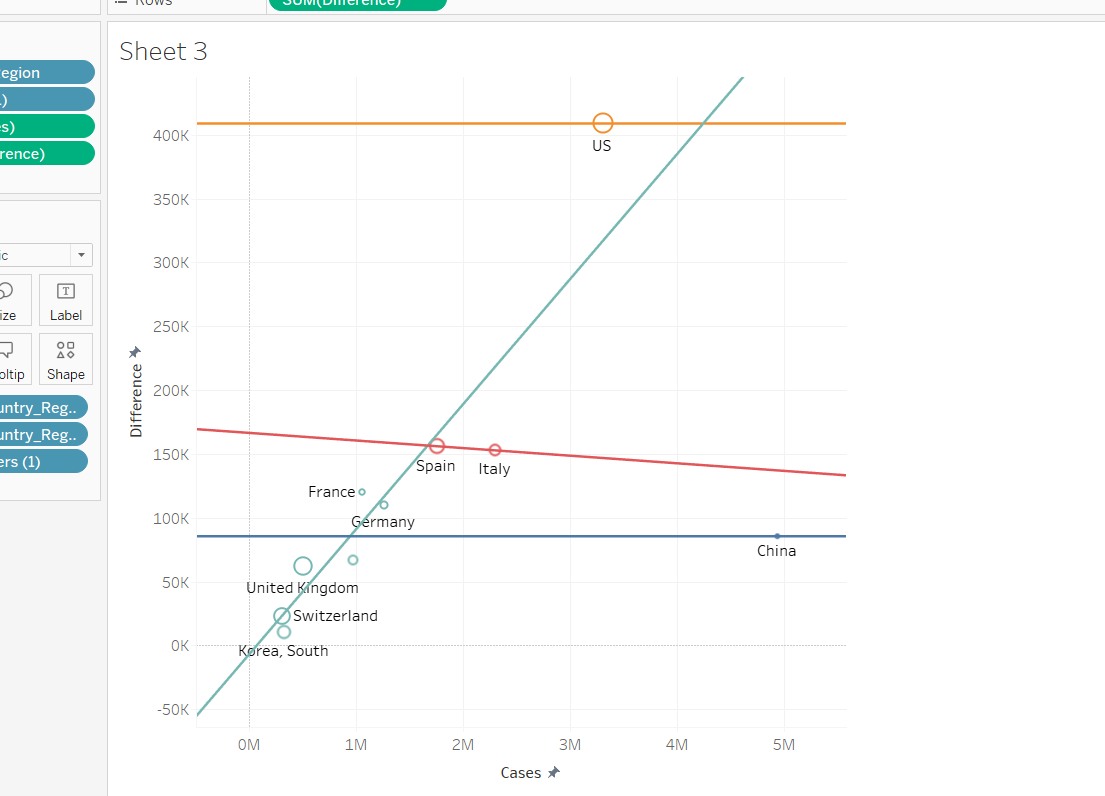 Rows
SUM(Difference)
Sheet 3
egion
.)
es)
rence)
ic
ize
Label
oltip
Shape
untry_Reg..
untry_Reg..
ers (1)
Difference
400K
350K
300K
250K
200K
150K
100K
50K
0K
-50K
US
Spain
Italy
France
Germany
China
United Kingdom
Switzerland
Korea, South
0M
1M
2M
3M
4M
5M
Cases